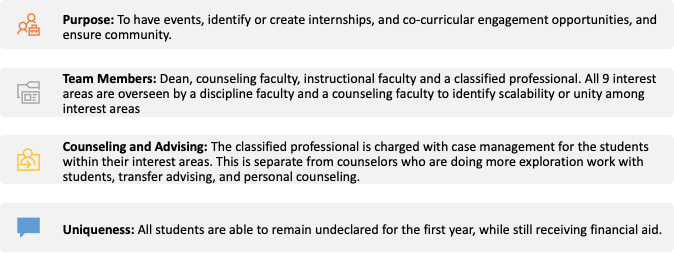 Purpose: To have events, identify or create internships, and co-curricular engagement opportunities, and
ensure community.
Team Members: Dean, counseling faculty, instructional faculty and a classified professional. All 9 interest
areas are overseen by a discipline faculty and a counseling faculty to identify scalability or unity among
interest areas
Counseling and Advising: The classified professional is charged with case management for the students
within their interest areas. This is separate from counselors who are doing more exploration work with
students, transfer advising, and personal counseling.
Uniqueness: All students are able to remain undeclared for the first year, while still receiving financial aid.